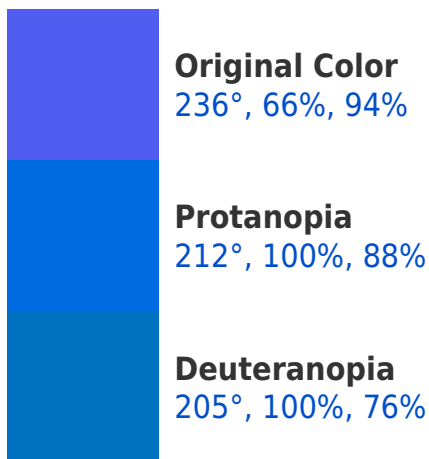 Original Color
236°, 66%, 94%
Protanopia
212°, 100%, 88%
Deuteranopia
205°, 100%, 76%